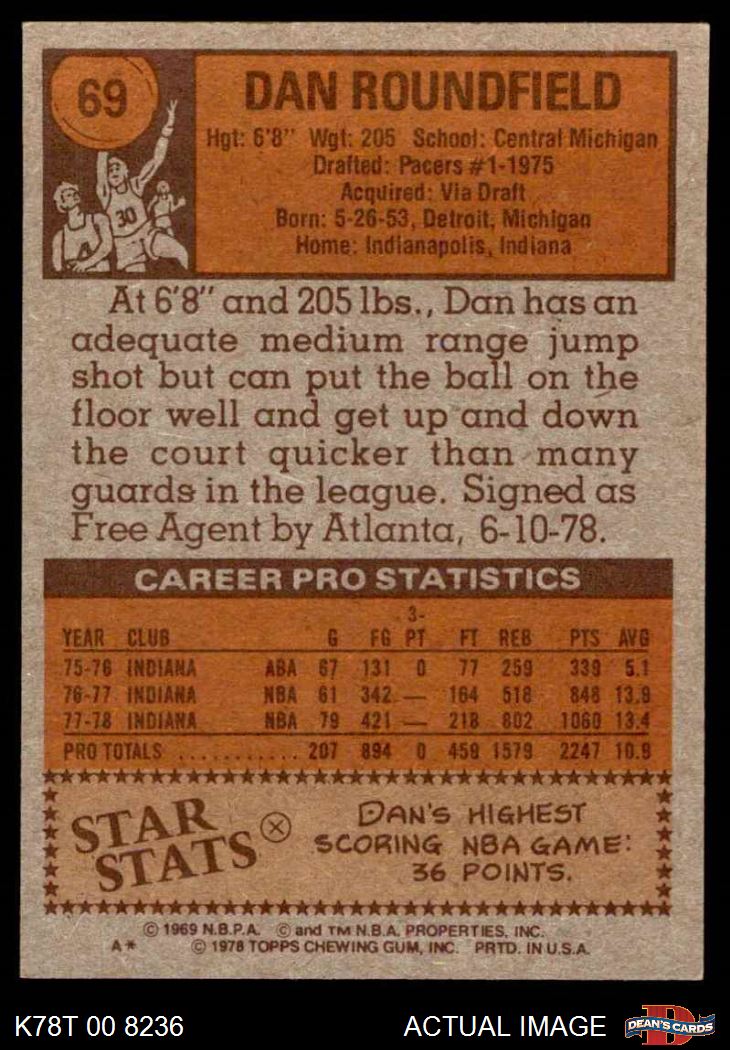 69
DAN ROUNDFIELD
Hgt: 6'8" Wgt: 205 School: Central Michigan
Drafted: Pacers #1-1975
Acquired: Via Draft
Born: 5-26-53, Detroit, Michigan
Home: Indianapolis, Indiana
30
4
At 6'8" and 205 lbs., Dan has an
adequate medium range jump
shot but can put the ball on the
floor well and get up and down
the court quicker than many
guards in the league. Signed as
Free Agent by Atlanta, 6-10-78.
CAREER PRO STATISTICS
YEAR CLUB G FG 3-PT FT REB PTS AVG
75-76 INDIANA ABA 67 131 0 77 259 339 5.1
76-77 INDIANA NBA 61 342 — 164 518 848 13.9
77-78 INDIANA NBA 79 421 — 218 802 1060 13.4
PRO TOTALS ........... 207 894 0 459 1579 2247 10.9
STAR
STATS
DAN'S HIGHEST
SCORING NBA GAME:
36 POINTS.
© 1969 N.B.P.A. © and TM N.B.A. PROPERTIES, INC.
A* © 1978 TOPPS CHEWING GUM, INC. PRTD. IN U.S.A.
K78T 00 8236 ACTUAL IMAGE
D
DEAN'S CARDS